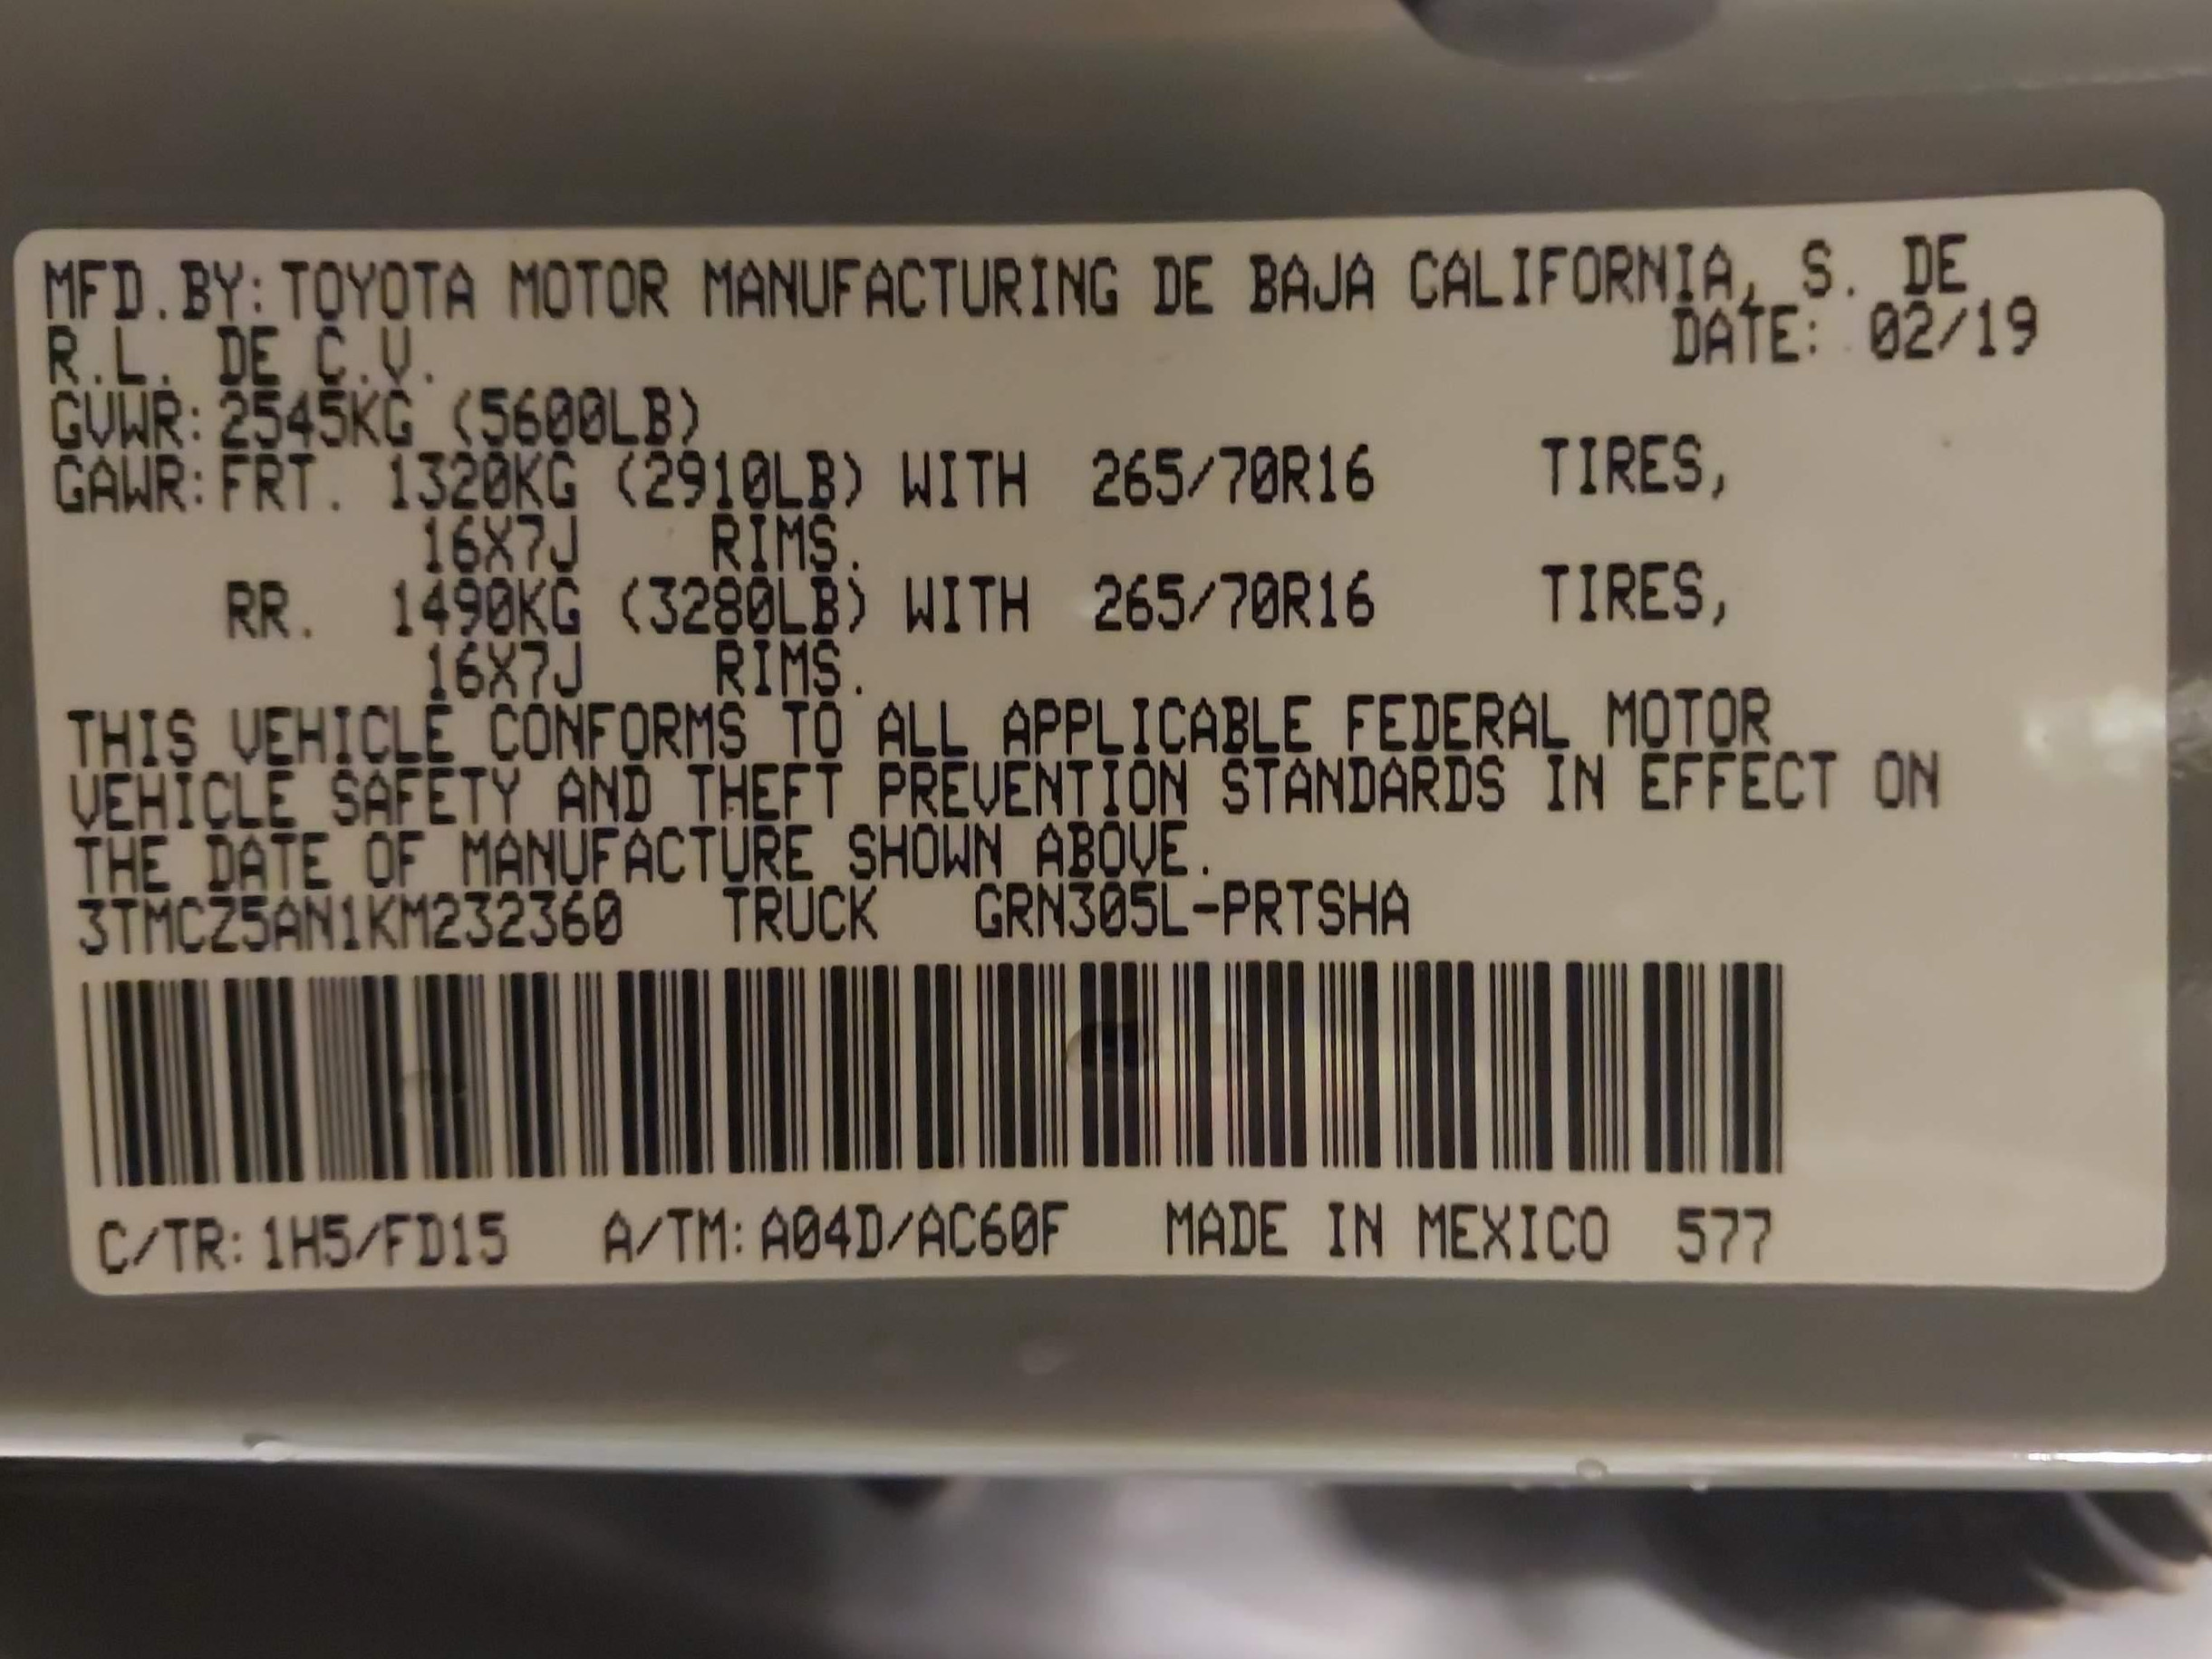 MFD.BY: TOYOTA MOTOR MANUFACTURING DE BAJA CALIFORNIA, S. DE
R.L. DE C.V. DATE: 02/19
GVWR: 2545KG (5600LB)
GAWR: FRT. 1320KG (2910LB) WITH 265/70R16 TIRES,
16X7J RIMS.
RR. 1490KG (3280LB) WITH 265/70R16 TIRES,
16X7J RIMS.
THIS VEHICLE CONFORMS TO ALL APPLICABLE FEDERAL MOTOR
VEHICLE SAFETY AND THEFT PREVENTION STANDARDS IN EFFECT ON
THE DATE OF MANUFACTURE SHOWN ABOVE.
3TMCZ5AN1KM232360 TRUCK GRN305L-PRTSHA
C/TR: 1H5/FD15 A/TM: A04D/AC60F MADE IN MEXICO 577